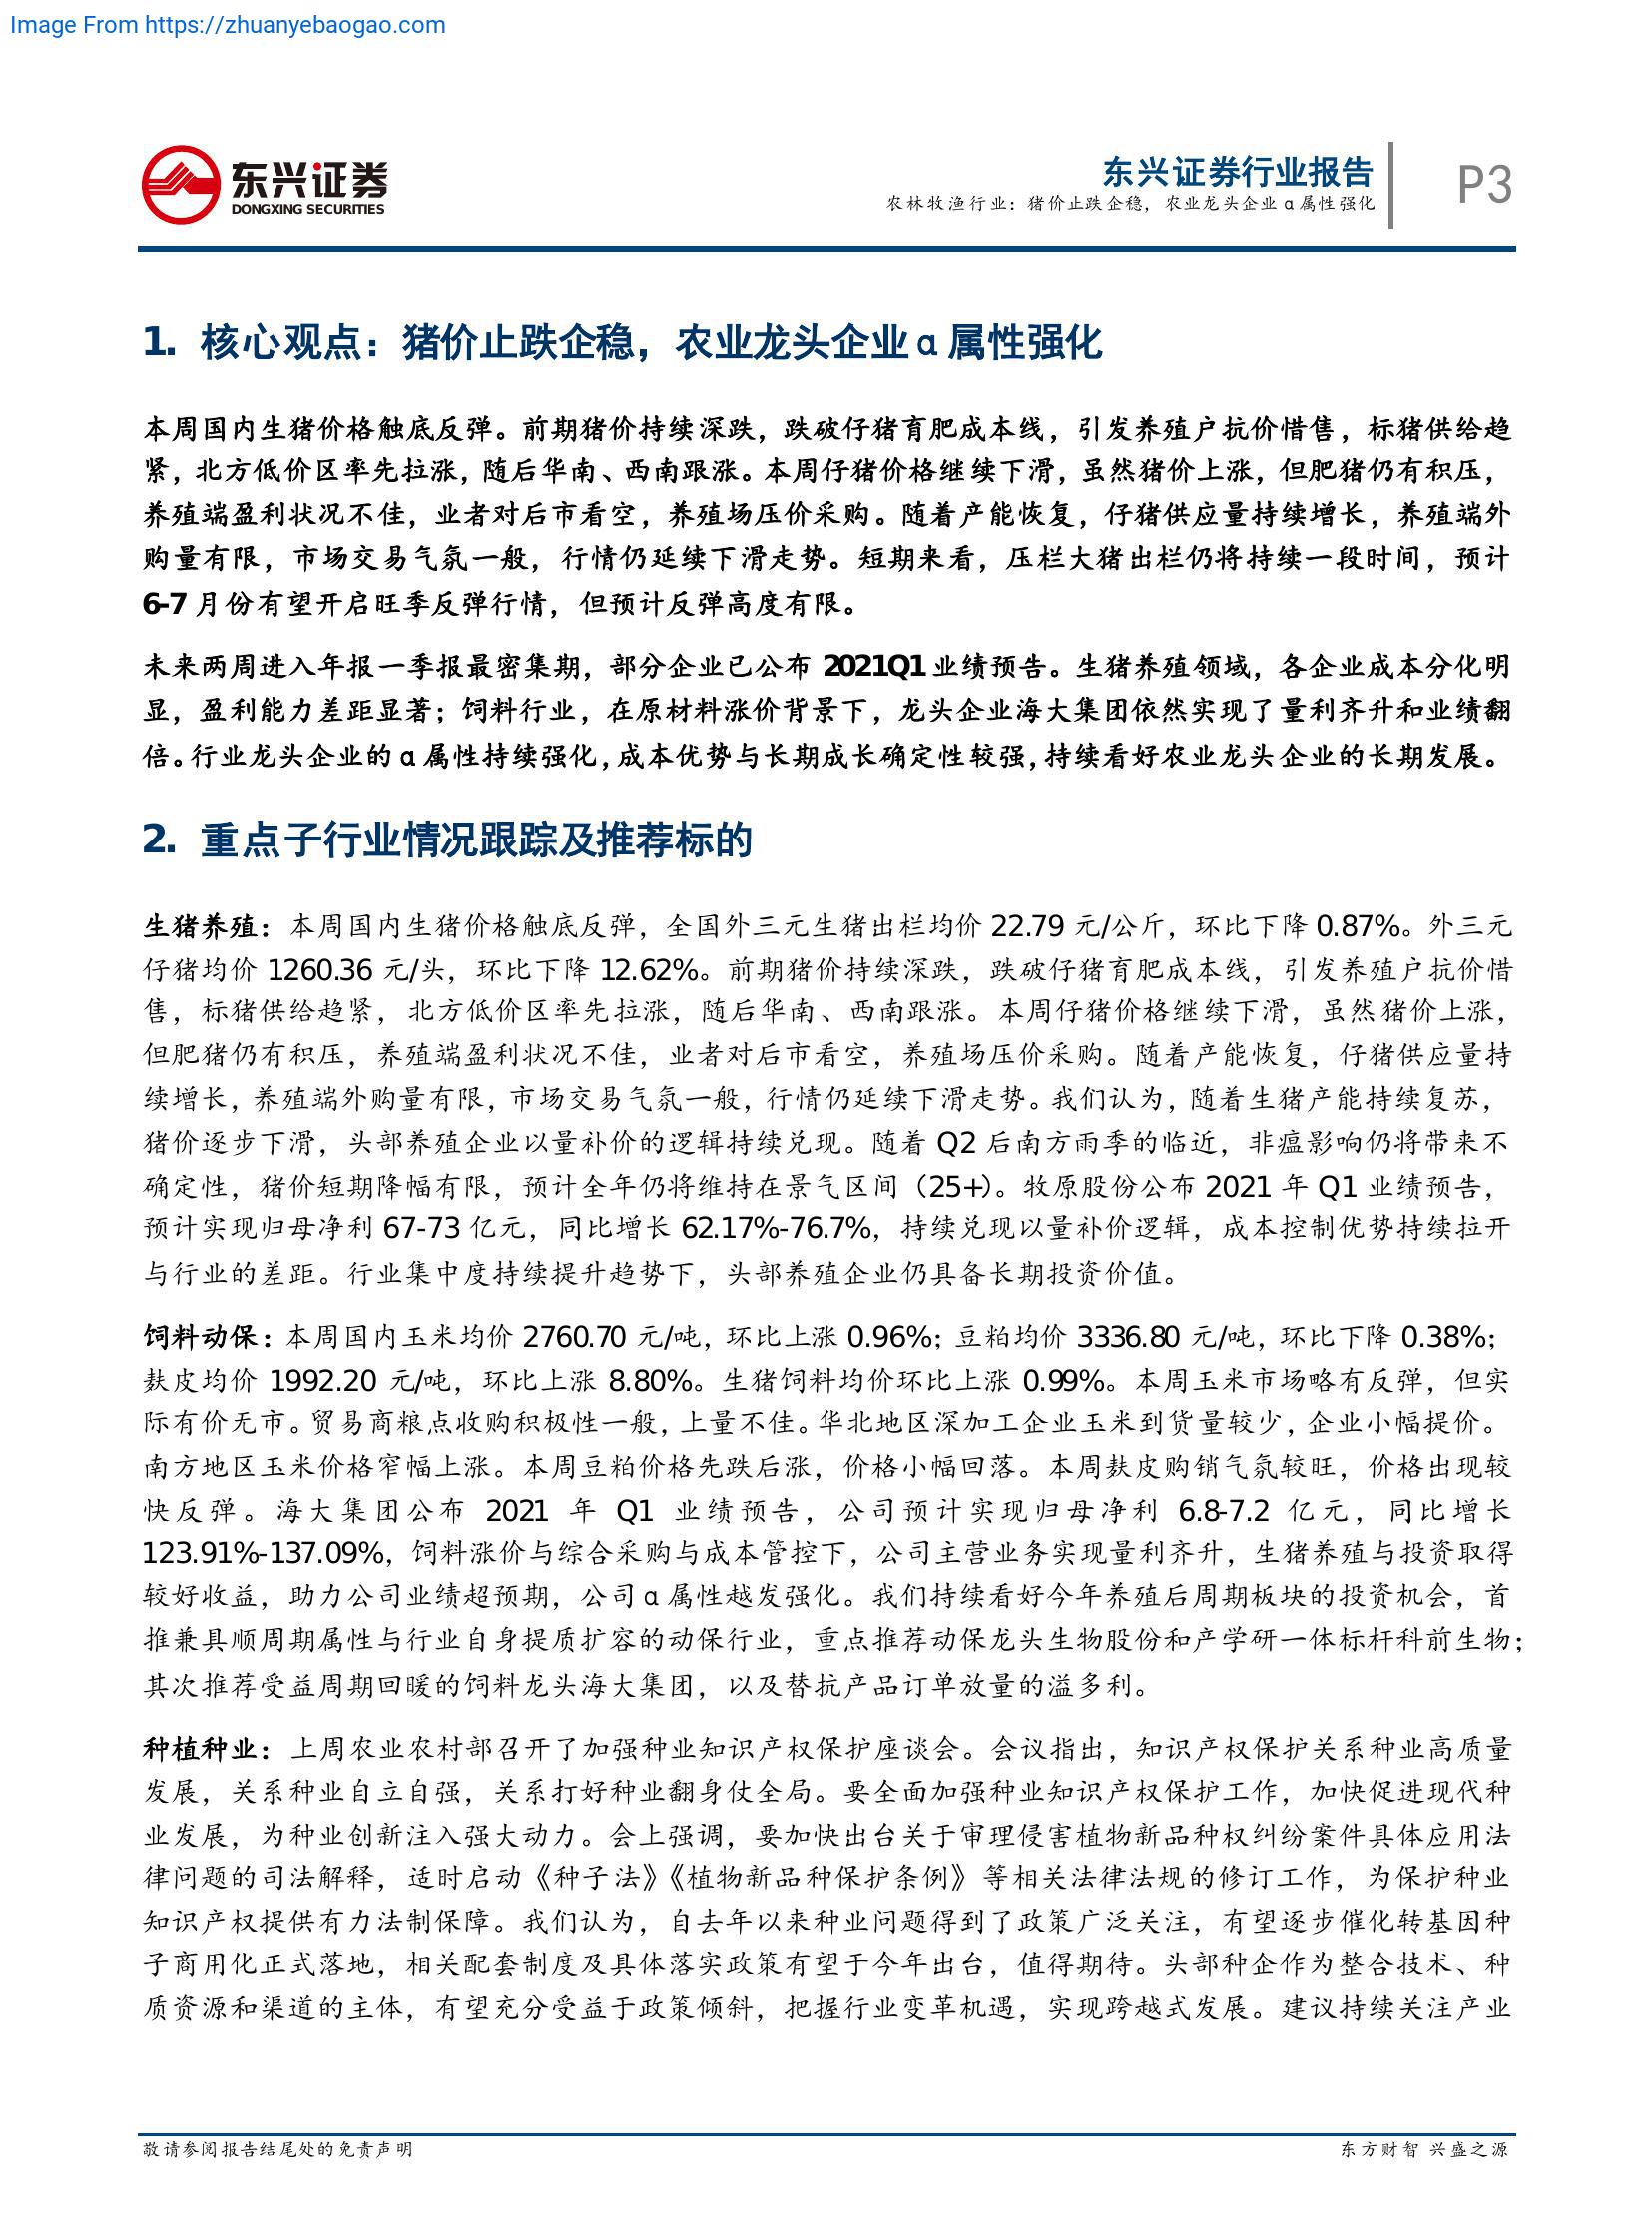 Image From https://zhuanyebaogao.com
东兴证券
DONGXING SECURITIES
东兴证券行业报告
农林牧渔行业：猪价止跌企稳，农业龙头企业α属性强化
P3
1. 核心观点：猪价止跌企稳，农业龙头企业α属性强化
本周国内生猪价格触底反弹。前期猪价持续深跌，跌破仔猪育肥成本线，引发养殖户抗价惜售，标猪供给趋
紧，北方低价区率先拉涨，随后华南、西南跟涨。本周仔猪价格继续下滑，虽然猪价上涨，但肥猪仍有积压，
养殖端盈利状况不佳，业者对后市看空，养殖场压价采购。随着产能恢复，仔猪供应量持续增长，养殖端外
购量有限，市场交易气氛一般，行情仍延续下滑走势。短期来看，压栏大猪出栏仍将持续一段时间，预计
6-7 月份有望开启旺季反弹行情，但预计反弹高度有限。
未来两周进入年报一季报最密集期，部分企业已公布 2021Q1 业绩预告。生猪养殖领域，各企业成本分化明
显，盈利能力差距显著；饲料行业，在原材料涨价背景下，龙头企业海大集团依然实现了量利齐升和业绩翻
倍。行业龙头企业的α属性持续强化，成本优势与长期成长确定性较强，持续看好农业龙头企业的长期发展。
2. 重点子行业情况跟踪及推荐标的
生猪养殖：本周国内生猪价格触底反弹，全国外三元生猪出栏均价 22.79 元/公斤，环比下降 0.87%。外三元
仔猪均价 1260.36 元/头，环比下降 12.62%。前期猪价持续深跌，跌破仔猪育肥成本线，引发养殖户抗价惜
售，标猪供给趋紧，北方低价区率先拉涨，随后华南、西南跟涨。本周仔猪价格继续下滑，虽然猪价上涨，
但肥猪仍有积压，养殖端盈利状况不佳，业者对后市看空，养殖场压价采购。随着产能恢复，仔猪供应量持
续增长，养殖端外购量有限，市场交易气氛一般，行情仍延续下滑走势。我们认为，随着生猪产能持续复苏，
猪价逐步下滑，头部养殖企业以量补价的逻辑持续兑现。随着 Q2 后南方雨季的临近，非瘟影响仍将带来不
确定性，猪价短期降幅有限，预计全年仍将维持在景气区间（25+）。牧原股份公布 2021 年 Q1 业绩预告，
预计实现归母净利 67-73 亿元，同比增长 62.17%-76.7%，持续兑现以量补价逻辑，成本控制优势持续拉开
与行业的差距。行业集中度持续提升趋势下，头部养殖企业仍具备长期投资价值。
饲料动保：本周国内玉米均价 2760.70 元/吨，环比上涨 0.96%；豆粕均价 3336.80 元/吨，环比下降 0.38%；
麸皮均价 1992.20 元/吨，环比上涨 8.80%。生猪饲料均价环比上涨 0.99%。本周玉米市场略有反弹，但实
际有价无市。贸易商粮点收购积极性一般，上量不佳。华北地区深加工企业玉米到货量较少，企业小幅提价。
南方地区玉米价格窄幅上涨。本周豆粕价格先跌后涨，价格小幅回落。本周麸皮购销气氛较旺，价格出现较
快反弹。海大集团公布 2021 年 Q1 业绩预告，公司预计实现归母净利 6.8-7.2 亿元，同比增长
123.91%-137.09%，饲料涨价与综合采购与成本管控下，公司主营业务实现量利齐升，生猪养殖与投资取得
较好收益，助力公司业绩超预期，公司α属性越发强化。我们持续看好今年养殖后周期板块的投资机会，首
推兼具顺周期属性与行业自身提质扩容的动保行业，重点推荐动保龙头生物股份和产学研一体标杆科前生物；
其次推荐受益周期回暖的饲料龙头海大集团，以及替抗产品订单放量的溢多利。
种植种业：上周农业农村部召开了加强种业知识产权保护座谈会。会议指出，知识产权保护关系种业高质量
发展，关系种业自立自强，关系打好种业翻身仗全局。要全面加强种业知识产权保护工作，加快促进现代种
业发展，为种业创新注入强大动力。会上强调，要加快出台关于审理侵害植物新品种权纠纷案件具体应用法
律问题的司法解释，适时启动《种子法》《植物新品种保护条例》等相关法律法规的修订工作，为保护种业
知识产权提供有力法制保障。我们认为，自去年以来种业问题得到了政策广泛关注，有望逐步催化转基因种
子商用化正式落地，相关配套制度及具体落实政策有望于今年出台，值得期待。头部种企作为整合技术、种
质资源和渠道的主体，有望充分受益于政策倾斜，把握行业变革机遇，实现跨越式发展。建议持续关注产业
敬请参阅报告结尾处的免责声明
东方财智 兴盛之源